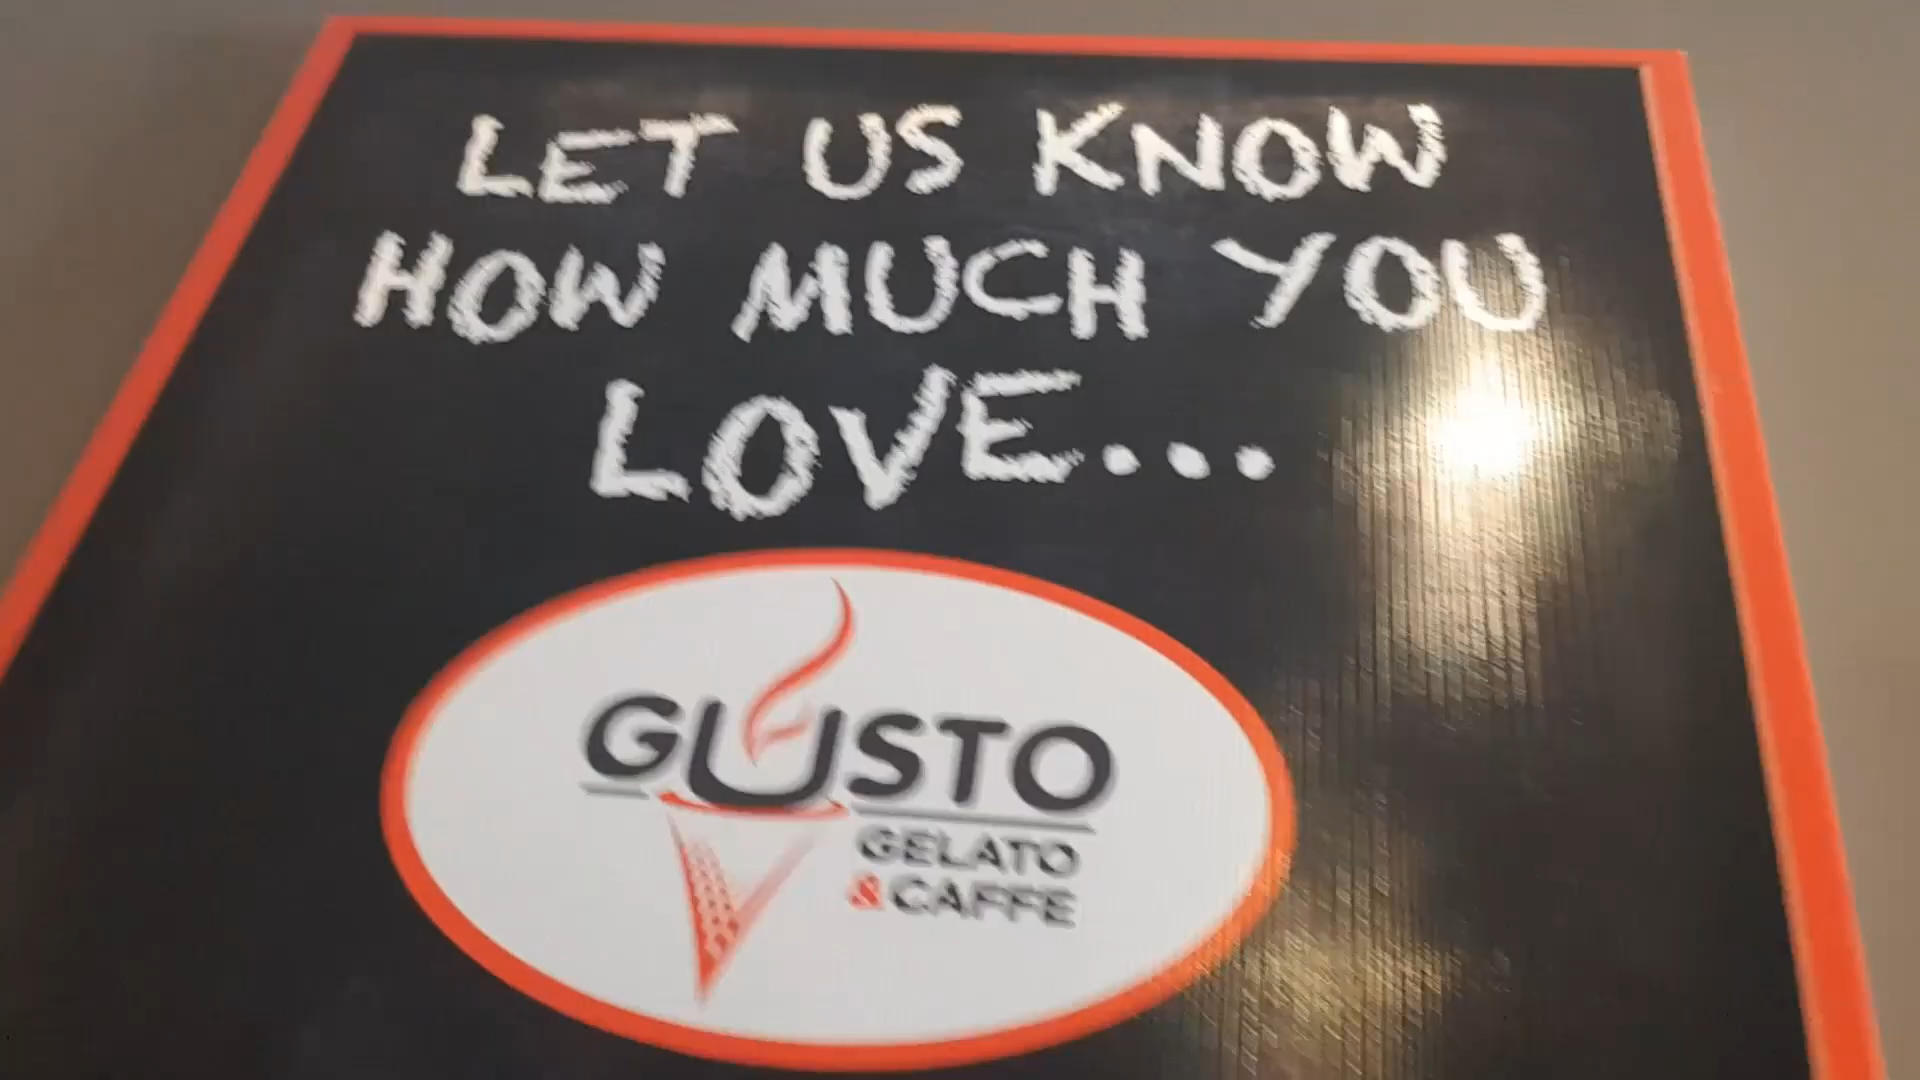 LET US KNOW
HOW MUCH YOU
LOVE...
GUSTO
GELATO
&CAFFE